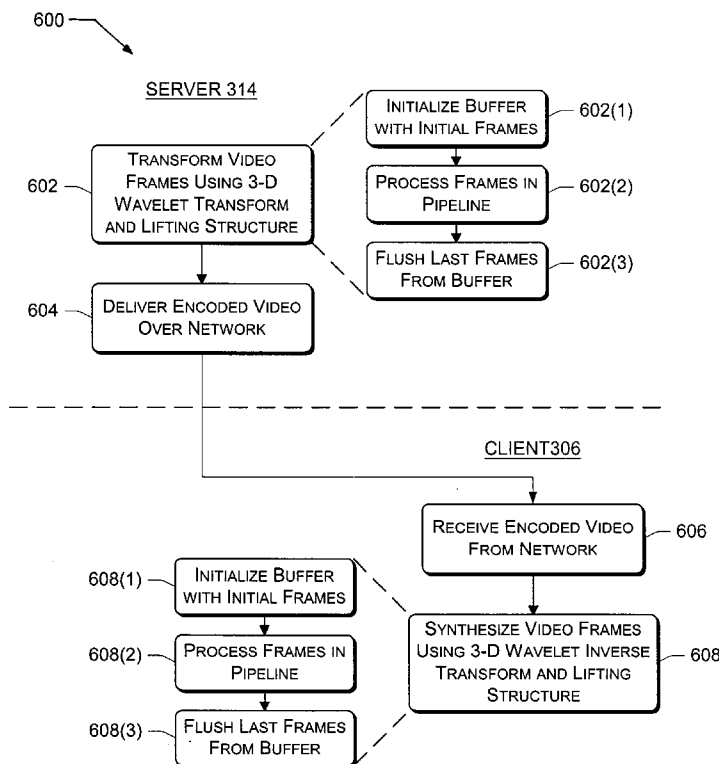 600
SERVER 314
INITIALIZE BUFFER
WITH INITIAL FRAMES
602(1)
TRANSFORM VIDEO
FRAMES USING 3-D
WAVELET TRANSFORM
AND LIFTING STRUCTURE
602
PROCESS FRAMES IN
PIPELINE
602(2)
FLUSH LAST FRAMES
FROM BUFFER
602(3)
604
DELIVER ENCODED VIDEO
OVER NETWORK
CLIENT306
RECEIVE ENCODED VIDEO
FROM NETWORK
606
608(1)
INITIALIZE BUFFER
WITH INITIAL FRAMES
608(2)
PROCESS FRAMES IN
PIPELINE
SYNTHESIZE VIDEO FRAMES
USING 3-D WAVELET INVERSE
TRANSFORM AND LIFTING
STRUCTURE
608
608(3)
FLUSH LAST FRAMES
FROM BUFFER